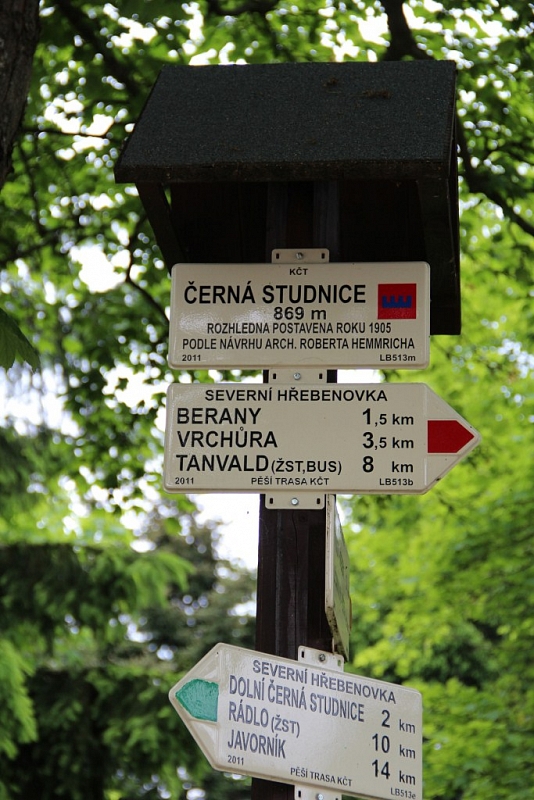 KČT
ČERNÁ STUDNICE
869 m
ROZHLEDNA POSTAVENA ROKU 1905
PODLE NÁVRHU ARCH. ROBERTA HEMMRICHA
2011 LB513m
SEVERNÍ HŘEBENOVKA
BERANY 1,5 km
VRCHŮRA 3,5 km
TANVALD (ŽST,BUS) 8 km
2011 PĚŠÍ TRASA KČT LB513b
SEVERNÍ HŘEBENOVKA
DOLNÍ ČERNÁ STUDNICE 2 km
RÁDLO (ŽST) 10 km
JAVORNÍK 14 km
2011 PĚŠÍ TRASA KČT LB513e